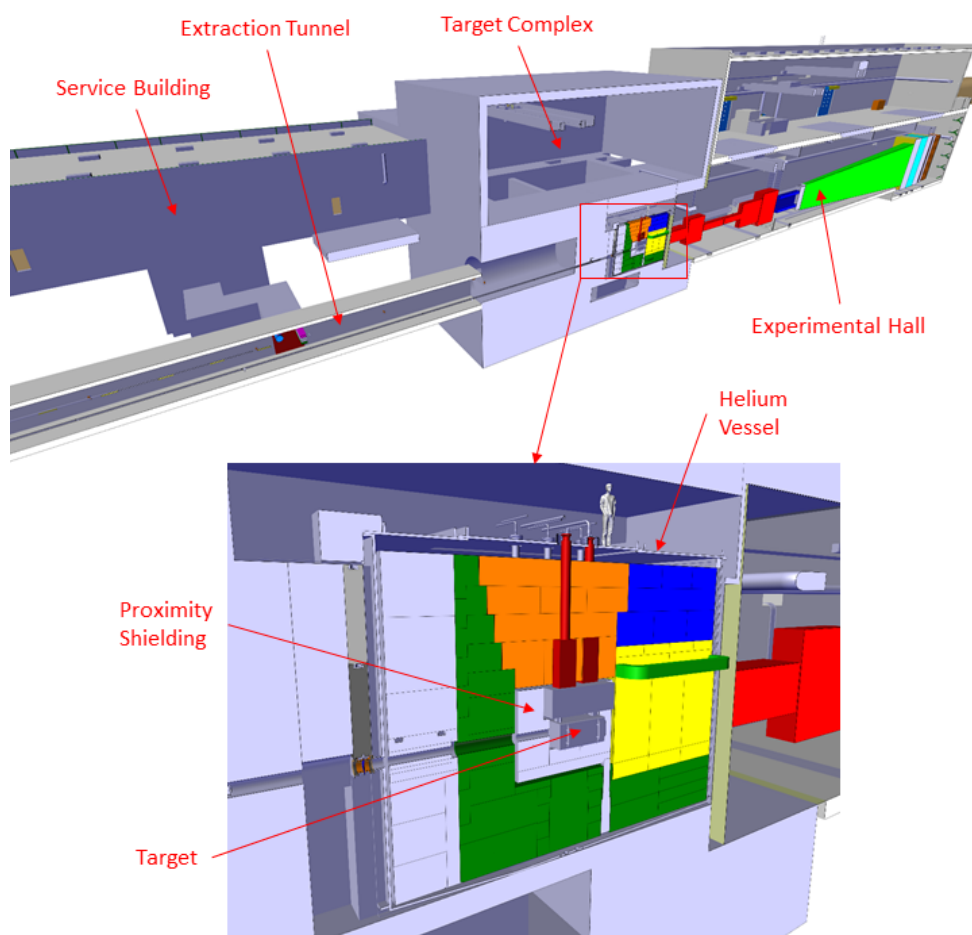 Target Complex
Extraction Tunnel
Service Building
Experimental Hall
Helium
Vessel
Proximity
Shielding
Target